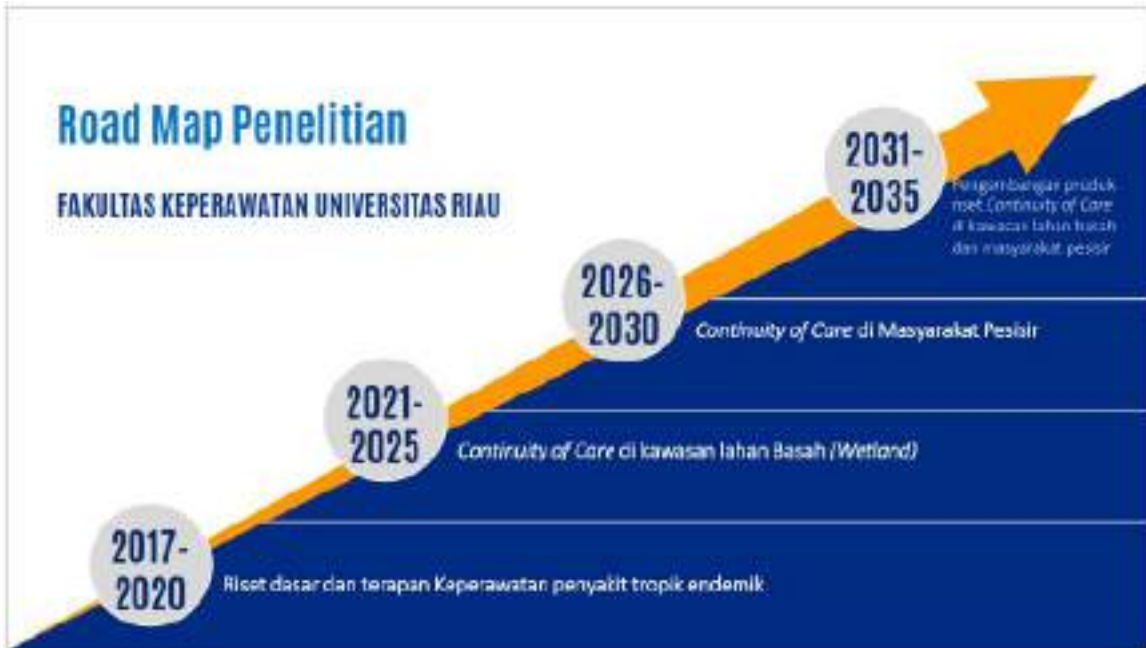 Road Map Penelitian
FAKULTAS KEPERAWATAN UNIVERSITAS RIAU
2031-
2035
Pengembangan produk
riset Continuity of Care
di kawasan lahan basah
dan masyarakat pesisir
2026-
2030
Continuity of Care di Masyarakat Pesisir
2021-
2025
Continuity of Care di kawasan lahan Basah (Wetland)
2017-
2020
Riset dasar dan terapan Keperawatan penyakit tropik endemik